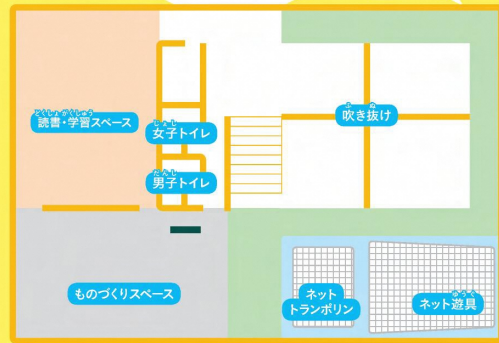 どくしょ がくしゅう
読書・学習スペース
じょし
女子トイレ
だんし
男子トイレ
ふ ぬ
吹き抜け
ものづくりスペース
ネット
トランポリン
ゆうぐ
ネット遊具